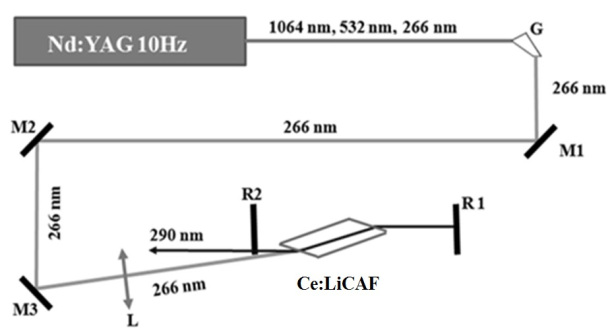 1064 nm, 532 nm, 266 nm
G
Nd:YAG 10Hz
266 nm
M2
266 nm
M1
R2
R1
266 nm
290 nm
266 nm
Ce:LiCAF
M3
L